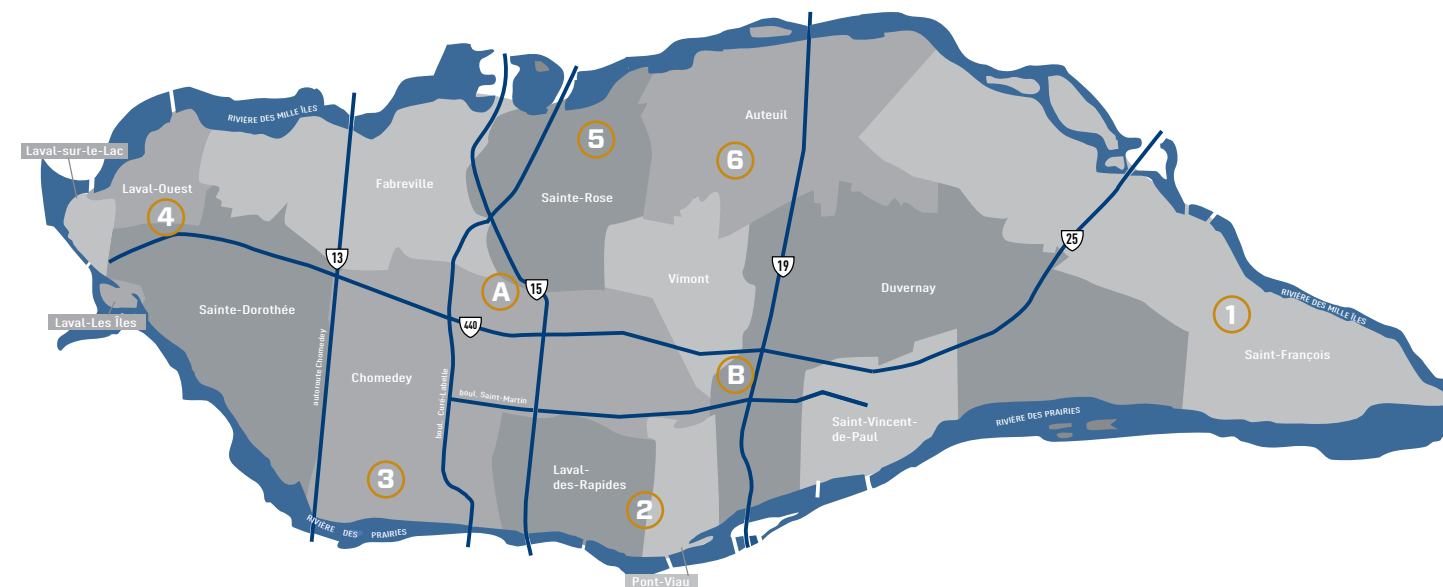 RIVIÈRE DES MILLE ÎLES
Auteuil
5
6
Laval-sur-le-Lac
Laval-Ouest
Fabreville
Sainte-Rose
4
25
13
19
Vimont
Duvernay
A
15
Sainte-Dorothée
RIVIÈRE DES MILLE ÎLES
1
Laval-Les Îles
440
Saint-François
autoroute Chomedey
Chomedey
B
boul. Curé-Labelle
boul. Saint-Martin
RIVIÈRE DES PRAIRIES
Saint-Vincent-
de-Paul
3
Laval-
des-Rapides
2
RIVIÈRE DES PRAIRIES
Pont-Viau